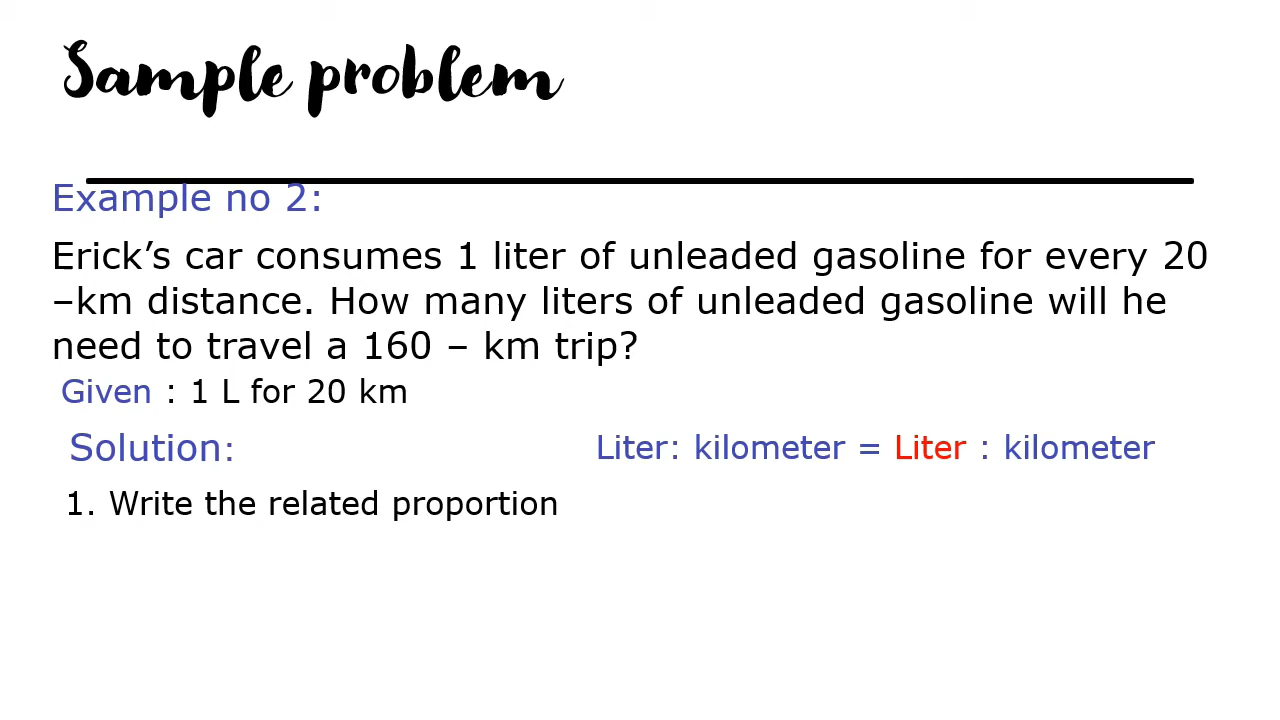 Sample problem
Example no 2:
Erick’s car consumes 1 liter of unleaded gasoline for every 20
–km distance. How many liters of unleaded gasoline will he
need to travel a 160 – km trip?
Given : 1 L for 20 km
Solution: Liter: kilometer = Liter : kilometer
1. Write the related proportion